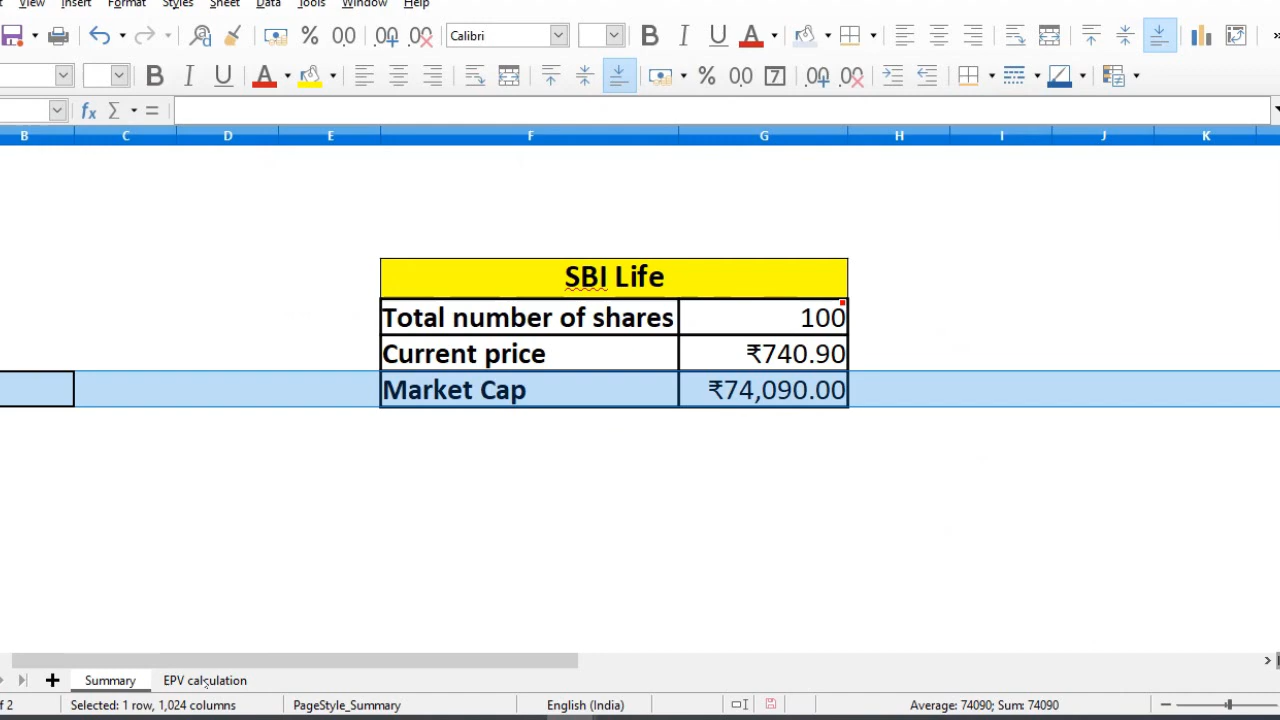 View Insert Format Styles Sheet Data Tools Window Help
Calibri
B C D E F G H I J K
SBI Life
Total number of shares 100
Current price ₹740.90
Market Cap ₹74,090.00
Summary EPV calculation
of 2 Selected: 1 row, 1,024 columns PageStyle_Summary English (India) Average: 74090; Sum: 74090